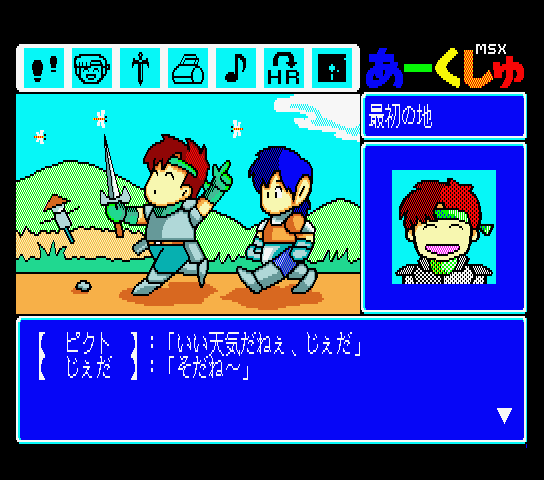 HR
MSX
あーくしゅ
最初の地
【 ピクト 】:「いい天気だねぇ、じぇだ」
【 じぇだ 】:「そだね～」